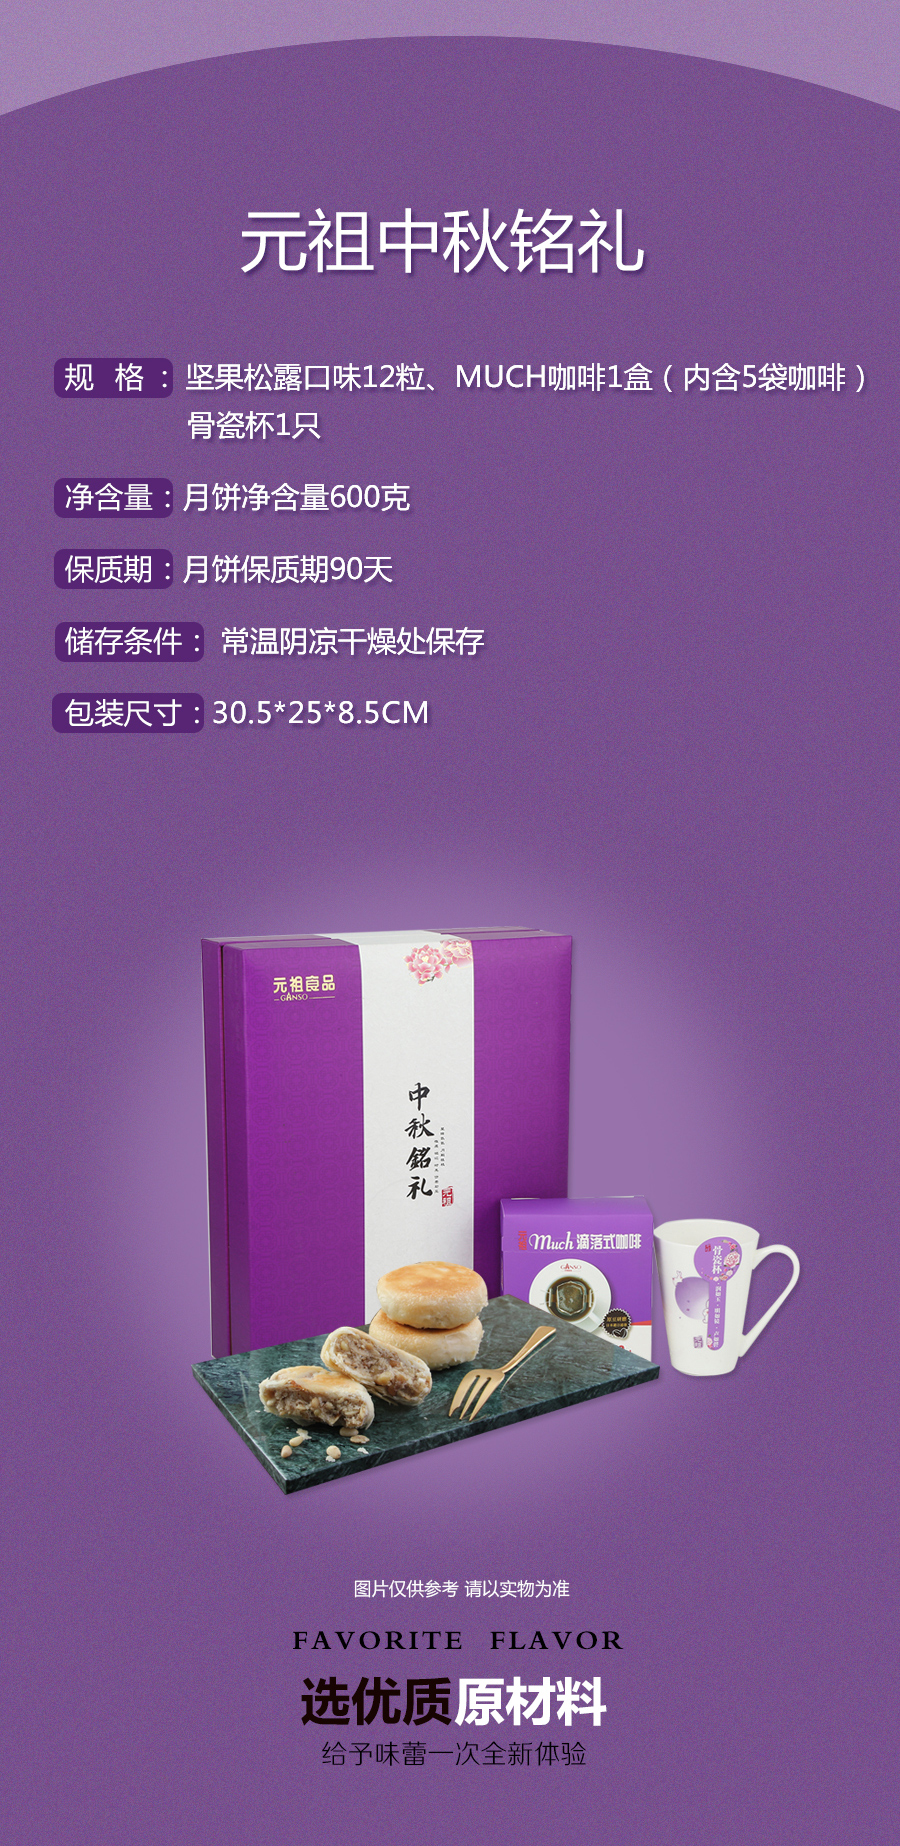 元祖中秋铭礼
规 格： 坚果松露口味12粒、MUCH咖啡1盒（内含5袋咖啡）
骨瓷杯1只
净含量：月饼净含量600克
保质期：月饼保质期90天
储存条件： 常温阴凉干燥处保存
包装尺寸：30.5*25*8.5CM
元祖食品
GANSO
中秋銘礼
元祖
much 滴落式咖啡
GANSO
骨瓷杯
图片仅供参考 请以实物为准
FAVORITE FLAVOR
选优质原材料
给予味蕾一次全新体验